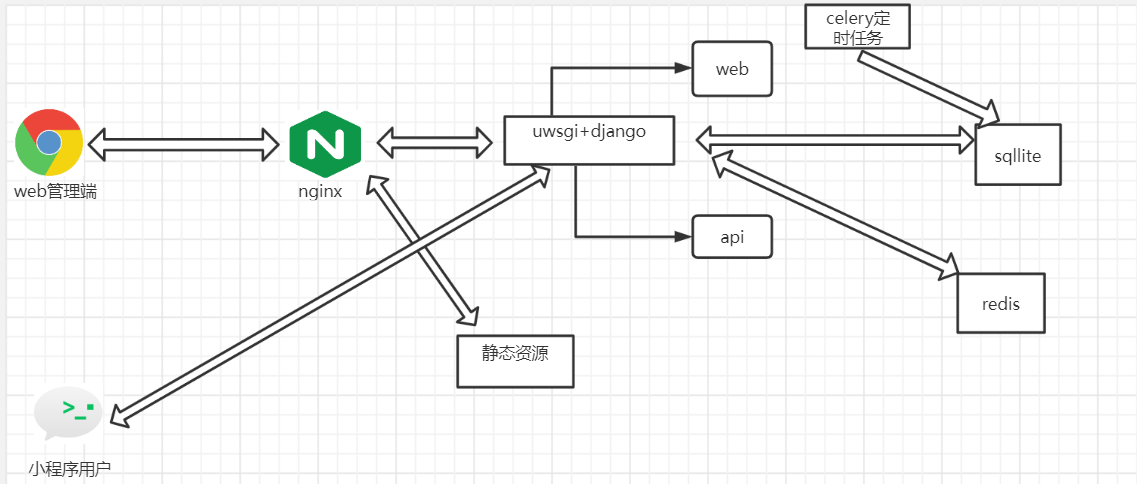 celery定
时任务
web
uwsgi+django
sqllite
web管理端
N
nginx
api
redis
静态资源
>_
小程序用户